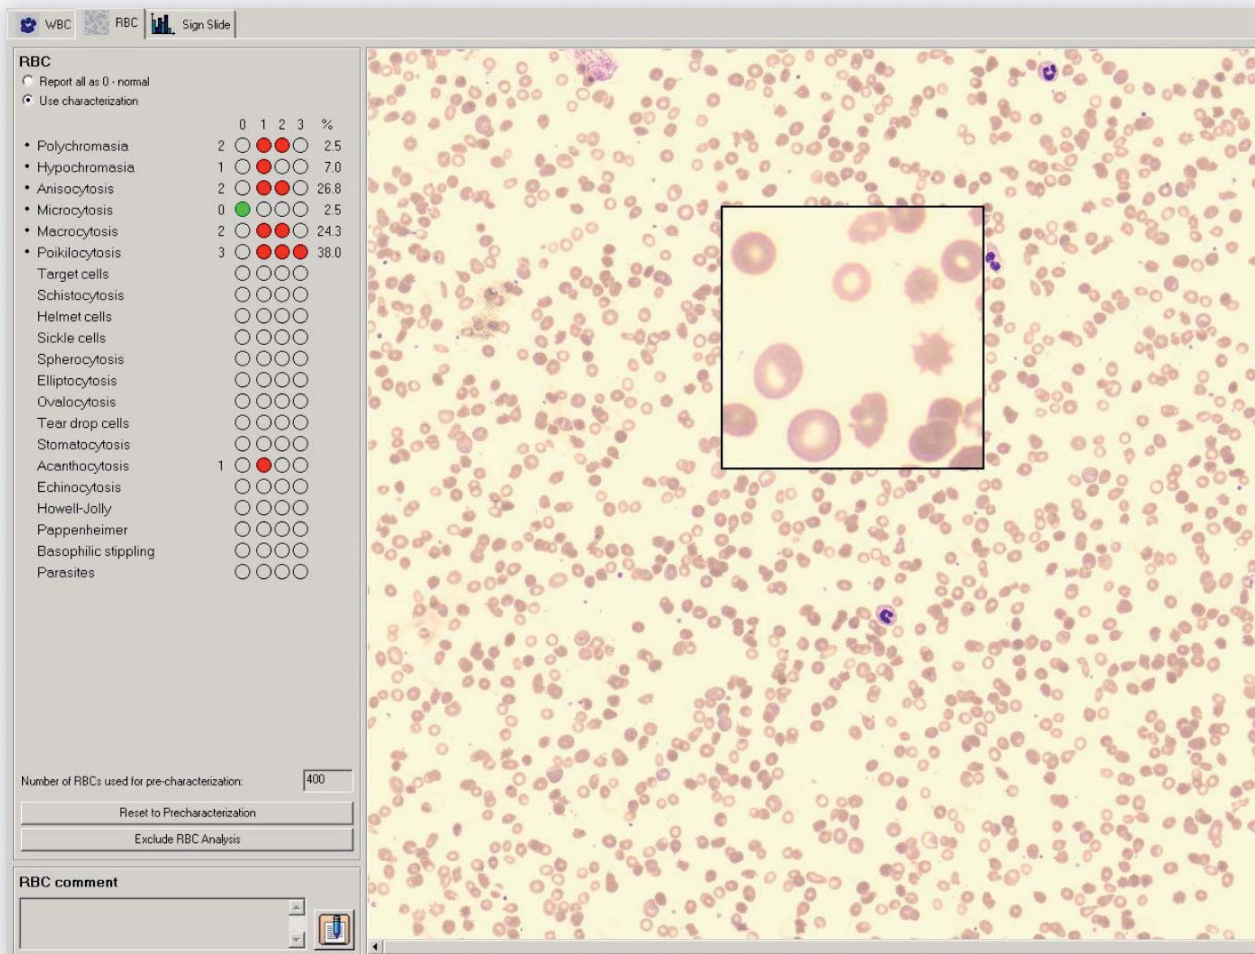 WBC RBC Sign Slide
RBC
Report all as 0 - normal
Use characterization
0 1 2 3 %
• Polychromasia 2 2.5
• Hypochromasia 1 7.0
• Anisocytosis 2 26.8
• Microcytosis 0 2.5
• Macrocytosis 2 24.3
• Poikilocytosis 3 38.0
Target cells
Schistocytosis
Helmet cells
Sickle cells
Spherocytosis
Elliptocytosis
Ovalocytosis
Tear drop cells
Stomatocytosis
Acanthocytosis 1
Echinocytosis
Howell-Jolly
Pappenheimer
Basophilic stippling
Parasites
Number of RBCs used for pre-characterization: 400
Reset to Precharacterization
Exclude RBC Analysis
RBC comment